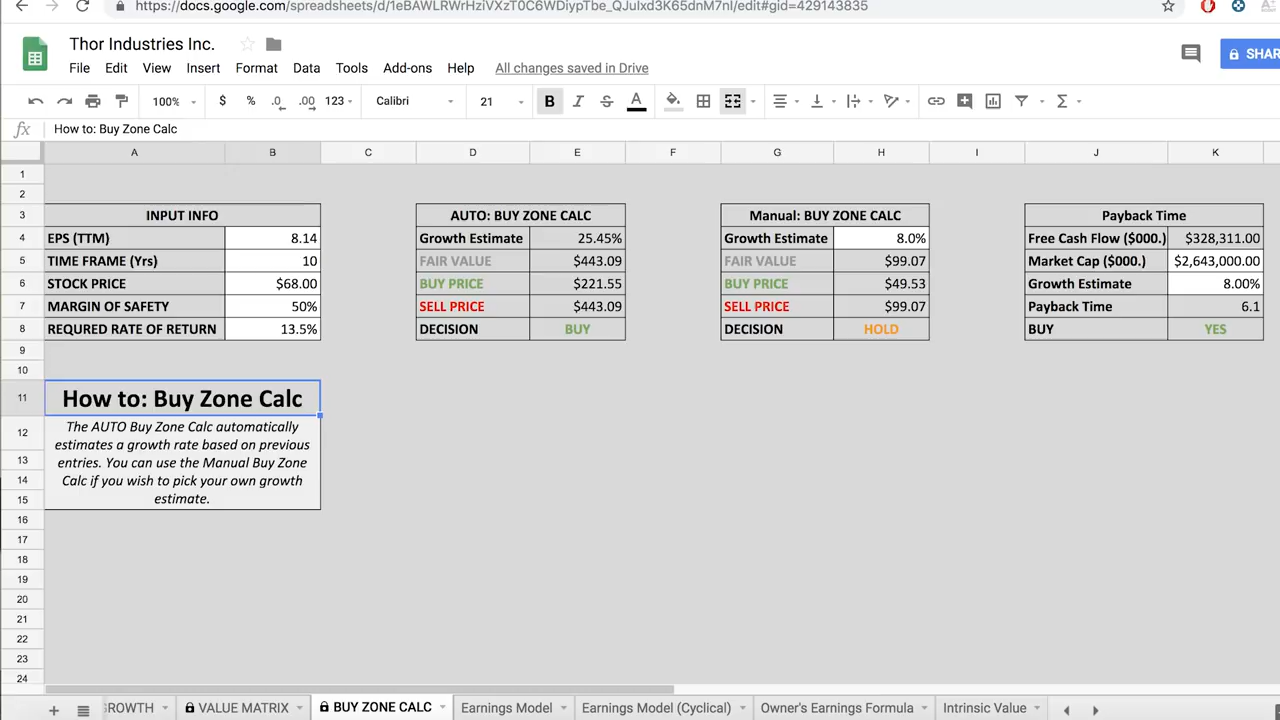 https://docs.google.com/spreadsheets/d/1eBAWLRWrHziVXzT0C6WDiypTbe_QJuIxd3K65dnM7nI/edit#gid=429143835
Thor Industries Inc.
File Edit View Insert Format Data Tools Add-ons Help All changes saved in Drive
SHAR
100% $ % .0 .00 123 Calibri 21 B I S A
fx How to: Buy Zone Calc
A B C D E F G H I J K
1
2
3 INPUT INFO AUTO: BUY ZONE CALC Manual: BUY ZONE CALC Payback Time
4 EPS (TTM) 8.14 Growth Estimate 25.45% Growth Estimate 8.0% Free Cash Flow ($000.) $328,311.00
5 TIME FRAME (Yrs) 10 FAIR VALUE $443.09 FAIR VALUE $99.07 Market Cap ($000.) $2,643,000.00
6 STOCK PRICE $68.00 BUY PRICE $221.55 BUY PRICE $49.53 Growth Estimate 8.00%
7 MARGIN OF SAFETY 50% SELL PRICE $443.09 SELL PRICE $99.07 Payback Time 6.1
8 REQURED RATE OF RETURN 13.5% DECISION BUY DECISION HOLD BUY YES
9
10
11 How to: Buy Zone Calc
12 The AUTO Buy Zone Calc automatically
estimates a growth rate based on previous
13 entries. You can use the Manual Buy Zone
14 Calc if you wish to pick your own growth
15 estimate.
16
17
18
19
20
21
22
23
24
ROWTH VALUE MATRIX BUY ZONE CALC Earnings Model Earnings Model (Cyclical) Owner's Earnings Formula Intrinsic Value